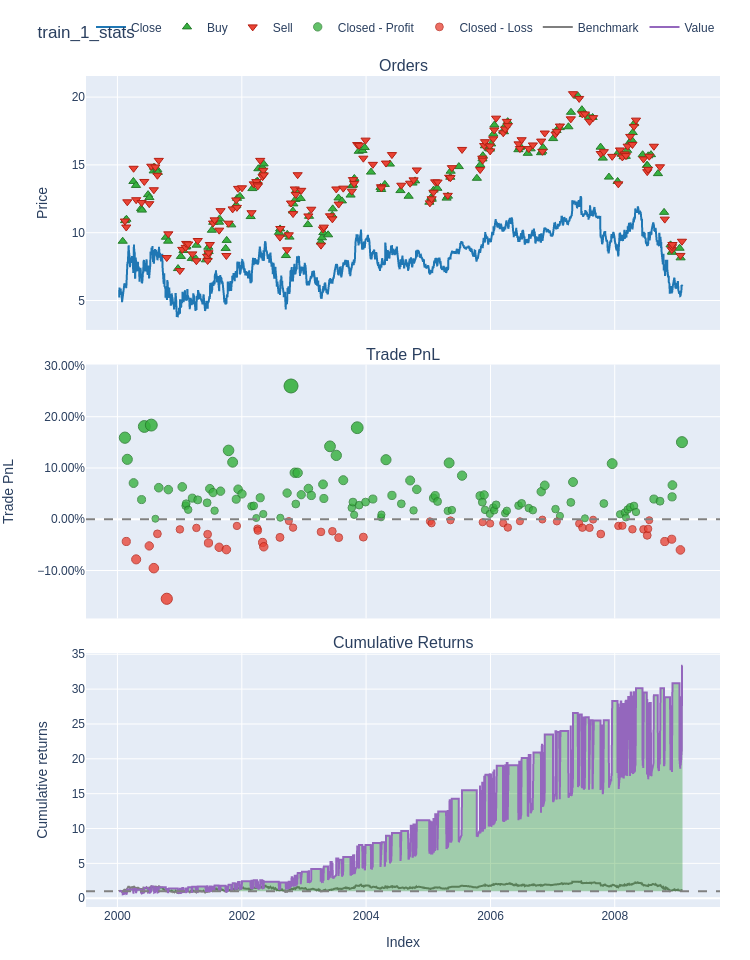 train_1_stats
Close Buy Sell Closed - Profit Closed - Loss Benchmark Value
Orders
20
15
10
5
Price
Trade PnL
30.00%
20.00%
10.00%
0.00%
−10.00%
Trade PnL
Cumulative Returns
35
30
25
20
15
10
5
0
Cumulative returns
2000 2002 2004 2006 2008
Index